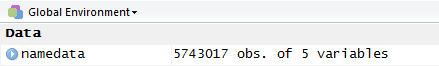 Global Environment
Data
namedata 5743017 obs. of 5 variables